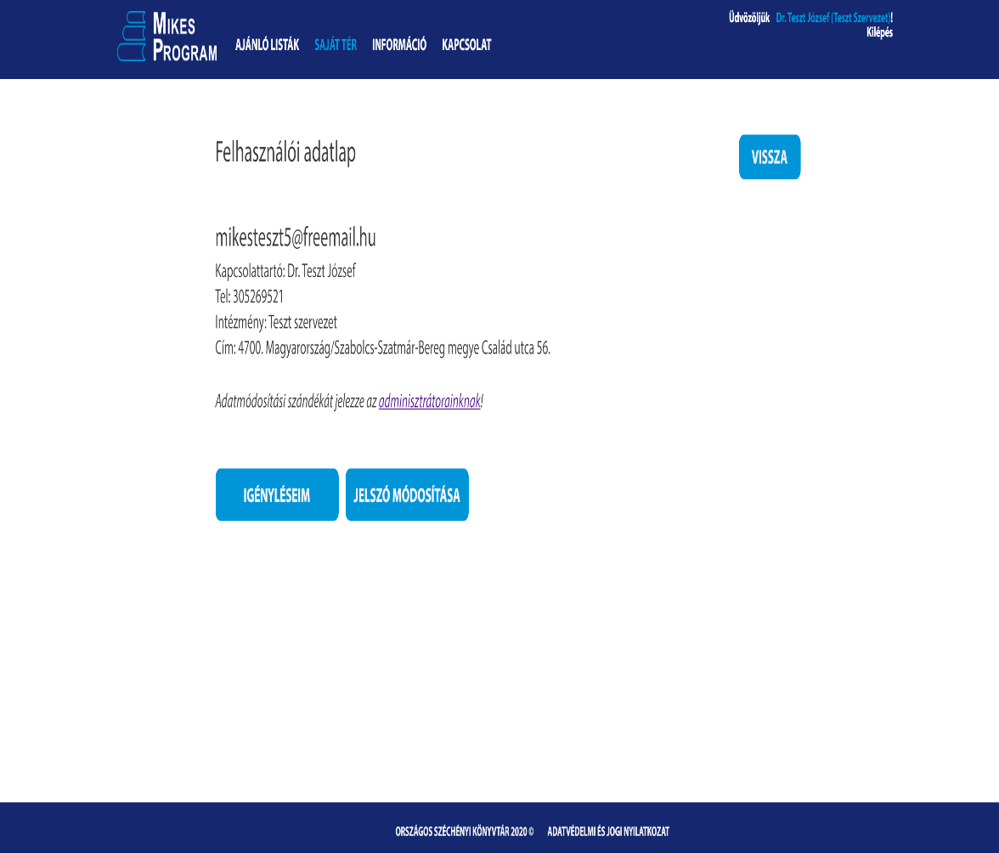 MIKES
PROGRAM
AJÁNLÓ LISTÁK SAJÁT TÉR INFORMÁCIÓ KAPCSOLAT
Üdvözöljük Dr. Teszt József (Teszt Szervezet)!
Kilépés
Felhasználói adatlap
VISSZA
mikesteszt5@freemail.hu
Kapcsolattartó: Dr. Teszt József
Tel: 305269521
Intézmény: Teszt szervezet
Cím: 4700. Magyarország/Szabolcs-Szatmár-Bereg megye Család utca 56.
Adatmódosítási szándékát jelezze az adminisztrátorainknak!
IGÉNYLÉSEIM JELSZÓ MÓDOSÍTÁSA
ORSZÁGOS SZÉCHÉNYI KÖNYVTÁR 2020 © ADATVÉDELMI ÉS JOGI NYILATKOZAT